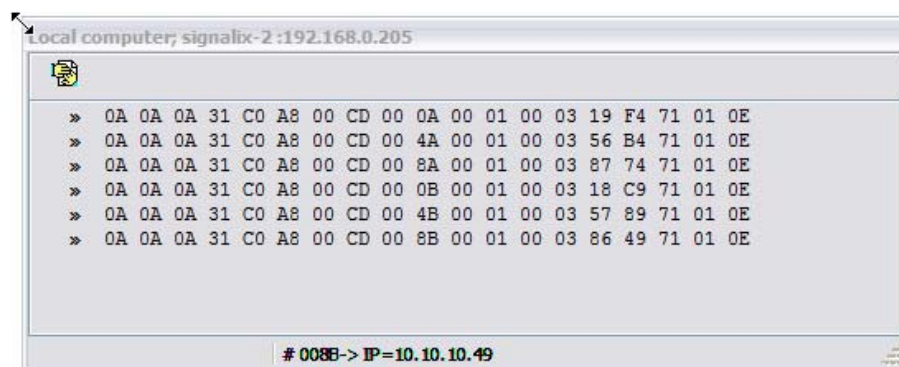 Local computer; signalix-2 :192.168.0.205
» 0A 0A 0A 31 C0 A8 00 CD 00 0A 00 01 00 03 19 F4 71 01 0E
» 0A 0A 0A 31 C0 A8 00 CD 00 4A 00 01 00 03 56 B4 71 01 0E
» 0A 0A 0A 31 C0 A8 00 CD 00 8A 00 01 00 03 87 74 71 01 0E
» 0A 0A 0A 31 C0 A8 00 CD 00 0B 00 01 00 03 18 C9 71 01 0E
» 0A 0A 0A 31 C0 A8 00 CD 00 4B 00 01 00 03 57 89 71 01 0E
» 0A 0A 0A 31 C0 A8 00 CD 00 8B 00 01 00 03 86 49 71 01 0E
# 008B-> IP=10.10.10.49